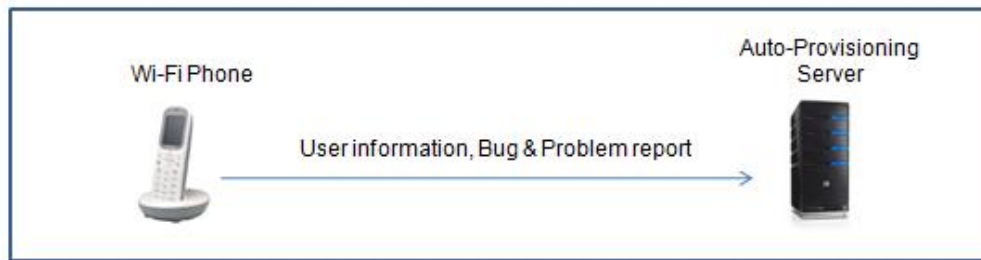 Auto-Provisioning
Server
Wi-Fi Phone
User information, Bug & Problem report